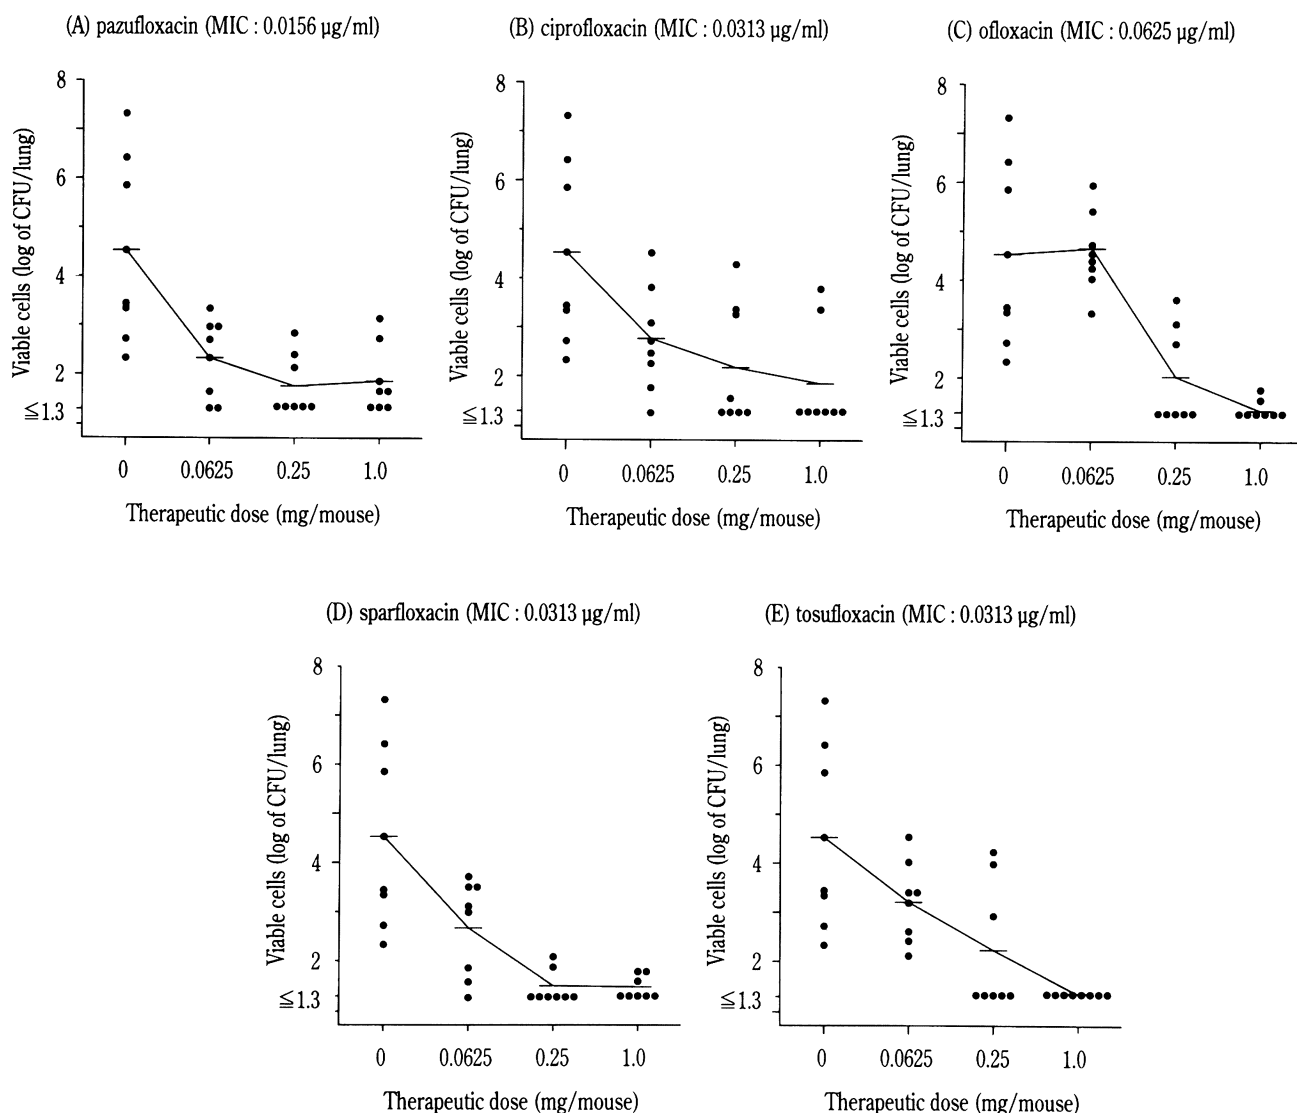 (A) pazufloxacin (MIC : 0.0156 µg/ml)
Viable cells (log of CFU/lung)
8
6
4
2
≦1.3
0 0.0625 0.25 1.0
Therapeutic dose (mg/mouse)
(B) ciprofloxacin (MIC : 0.0313 µg/ml)
Viable cells (log of CFU/lung)
8
6
4
2
≦1.3
0 0.0625 0.25 1.0
Therapeutic dose (mg/mouse)
(C) ofloxacin (MIC : 0.0625 µg/ml)
Viable cells (log of CFU/lung)
8
6
4
2
≦1.3
0 0.0625 0.25 1.0
Therapeutic dose (mg/mouse)
(D) sparfloxacin (MIC : 0.0313 µg/ml)
Viable cells (log of CFU/lung)
8
6
4
2
≦1.3
0 0.0625 0.25 1.0
Therapeutic dose (mg/mouse)
(E) tosufloxacin (MIC : 0.0313 µg/ml)
Viable cells (log of CFU/lung)
8
6
4
2
≦1.3
0 0.0625 0.25 1.0
Therapeutic dose (mg/mouse)